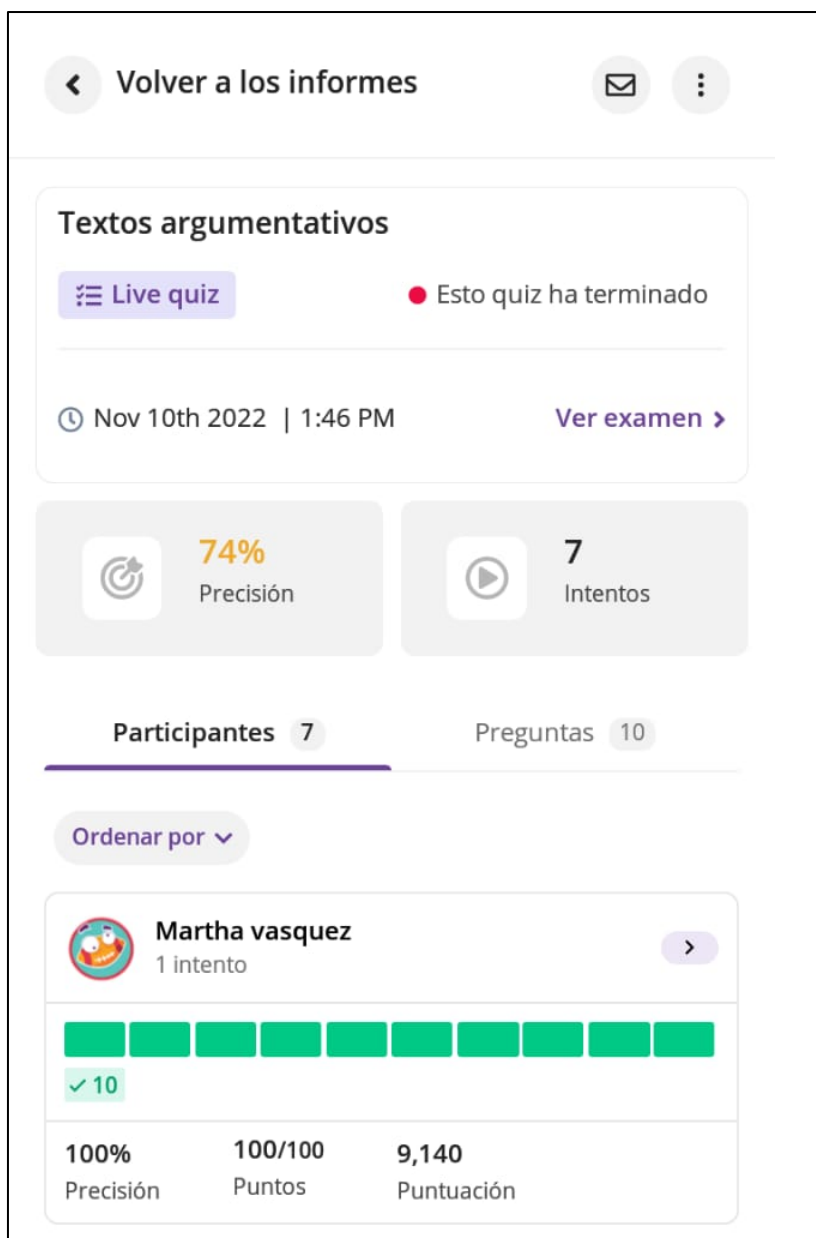 Volver a los informes
Textos argumentativos
Live quiz
Esto quiz ha terminado
Nov 10th 2022 | 1:46 PM
Ver examen
74%
Precisión
7
Intentos
Participantes 7
Preguntas 10
Ordenar por
Martha vasquez
1 intento
10
100%
Precisión
100/100
Puntos
9,140
Puntuación